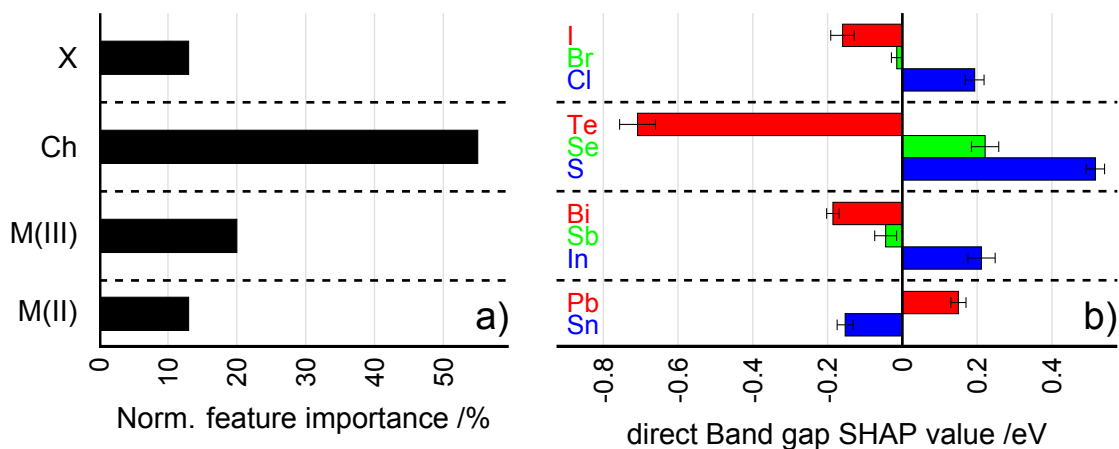 X
Ch
M(III)
M(II)
a)
0
10
20
30
40
50
Norm. feature importance /%
I
Br
Cl
Te
Se
S
Bi
Sb
In
Pb
Sn
b)
-0.8
-0.6
-0.4
-0.2
0
0.2
0.4
direct Band gap SHAP value /eV